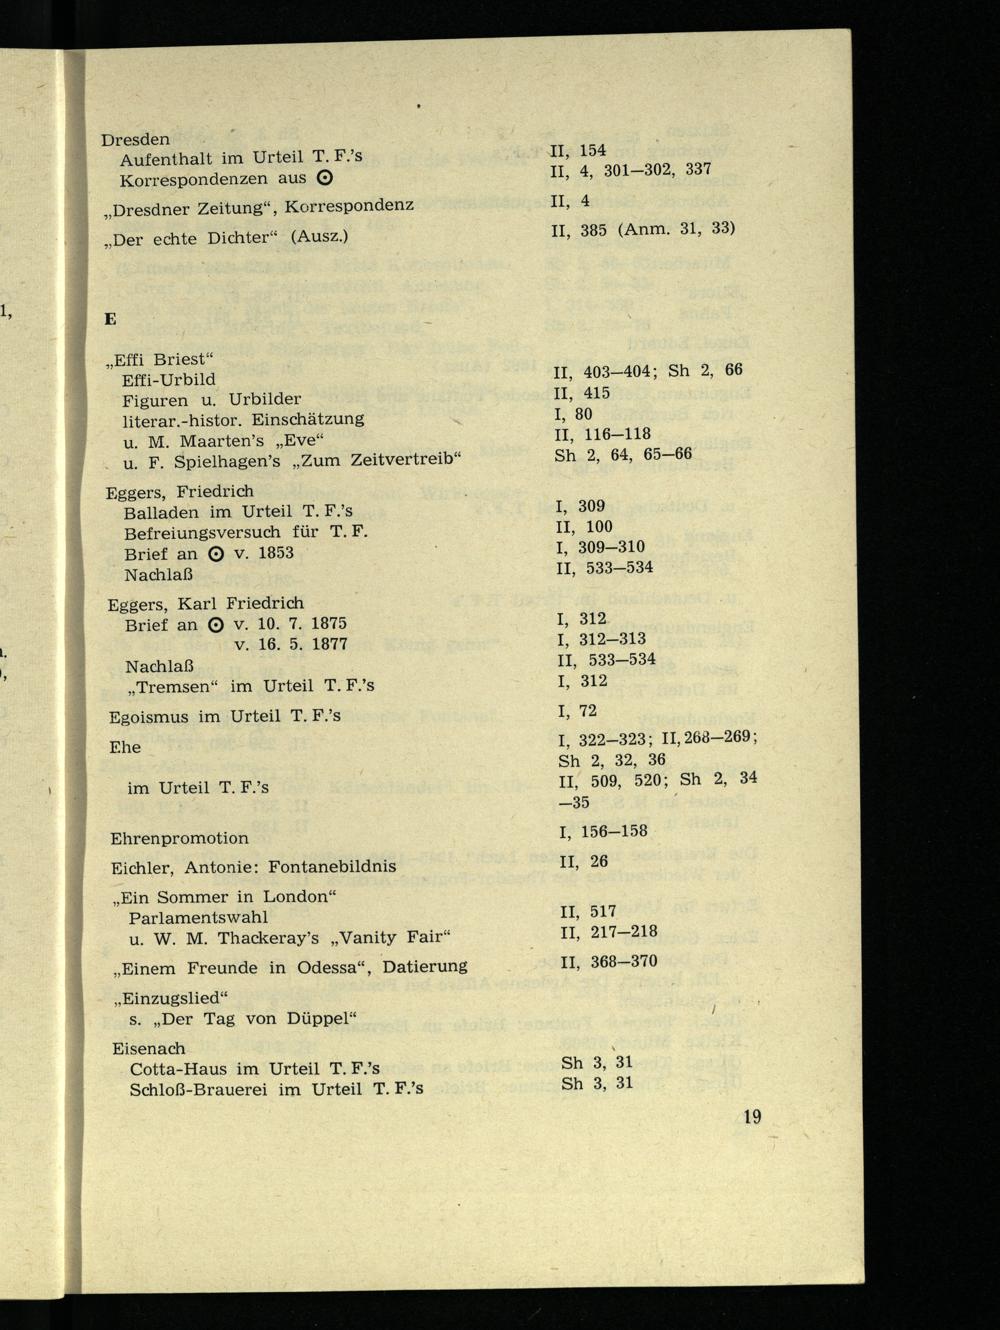 Dresden
Aufenthalt im Urteil T. F.'s II, 154
Korrespondenzen aus ⊙ II, 4, 301—302, 337
„Dresdner Zeitung“, Korrespondenz II, 4
„Der echte Dichter“ (Ausz.) II, 385 (Anm. 31, 33)
E
„Effi Briest“
Effi-Urbild II, 403—404; Sh 2, 66
Figuren u. Urbilder II, 415
literar.-histor. Einschätzung I, 80
u. M. Maarten's „Eve“ II, 116—118
u. F. Spielhagen's „Zum Zeitvertreib“ Sh 2, 64, 65—66
Eggers, Friedrich
Balladen im Urteil T. F.'s I, 309
Befreiungsversuch für T. F. II, 100
Brief an ⊙ v. 1853 I, 309—310
Nachlaß II, 533—534
Eggers, Karl Friedrich
Brief an ⊙ v. 10. 7. 1875 I, 312
v. 16. 5. 1877 I, 312—313
Nachlaß II, 533—534
„Tremsen“ im Urteil T. F.'s I, 312
Egoismus im Urteil T. F.'s I, 72
Ehe I, 322—323; II, 268—269;
Sh 2, 32, 36
im Urteil T. F.'s II, 509, 520; Sh 2, 34
—35
Ehrenpromotion I, 156—158
Eichler, Antonie: Fontanebildnis II, 26
„Ein Sommer in London“
Parlamentswahl II, 517
u. W. M. Thackeray's „Vanity Fair“ II, 217—218
„Einem Freunde in Odessa“, Datierung II, 368—370
„Einzugslied“
s. „Der Tag von Düppel“
Eisenach
Cotta-Haus im Urteil T. F.'s Sh 3, 31
Schloß-Brauerei im Urteil T. F.'s Sh 3, 31
19